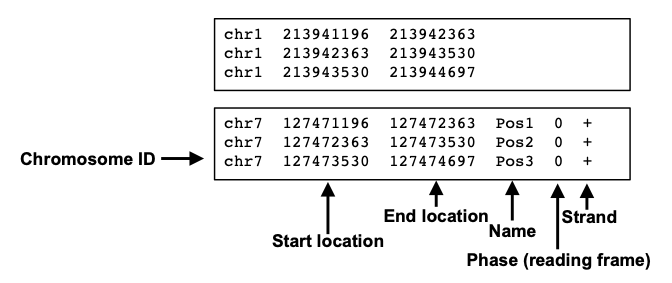 chr1 213941196 213942363
chr1 213942363 213943530
chr1 213943530 213944697
chr7 127471196 127472363 Pos1 0 +
chr7 127472363 127473530 Pos2 0 +
chr7 127473530 127474697 Pos3 0 +
Chromosome ID
Start location
End location
Name
Strand
Phase (reading frame)